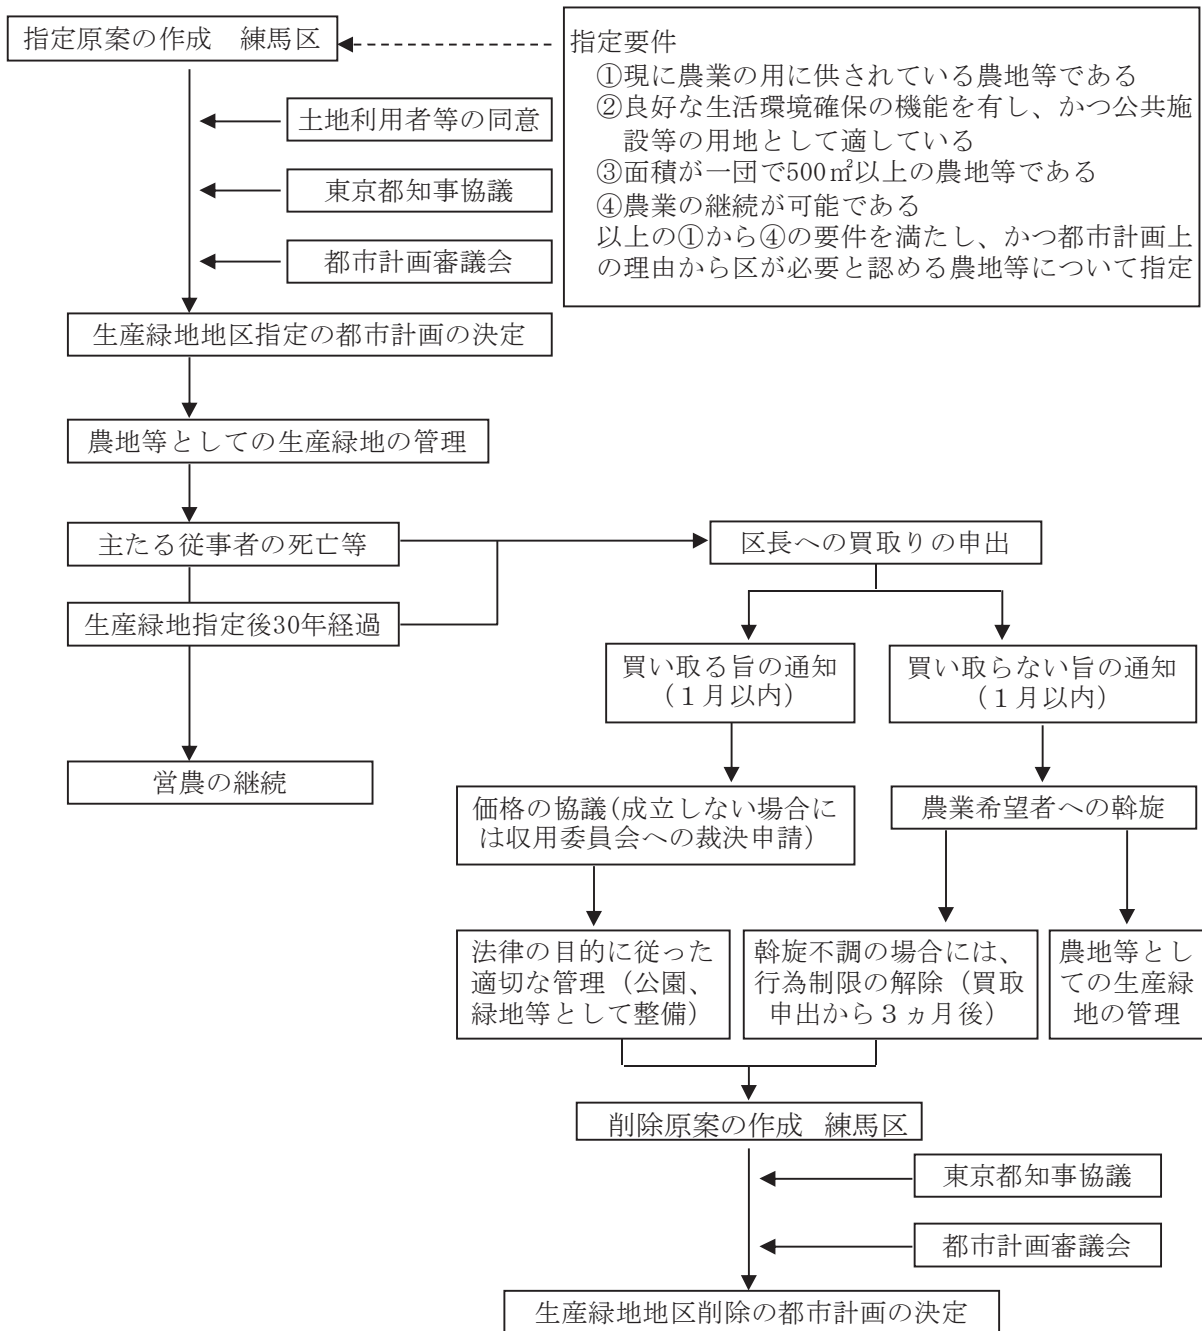 指定原案の作成　練馬区
指定要件
①現に農業の用に供されている農地等である
②良好な生活環境確保の機能を有し、かつ公共施
設等の用地として適している
③面積が一団で500㎡以上の農地等である
④農業の継続が可能である
以上の①から④の要件を満たし、かつ都市計画上
の理由から区が必要と認める農地等について指定
土地利用者等の同意
東京都知事協議
都市計画審議会
生産緑地地区指定の都市計画の決定
農地等としての生産緑地の管理
主たる従事者の死亡等
区長への買取りの申出
生産緑地指定後30年経過
買い取る旨の通知
（１月以内）
買い取らない旨の通知
（１月以内）
営農の継続
価格の協議（成立しない場合に
は収用委員会への裁決申請）
農業希望者への斡旋
法律の目的に従った
適切な管理（公園、
緑地等として整備）
斡旋不調の場合には、
行為制限の解除（買取
申出から３ヵ月後）
農地等とし
ての生産緑
地の管理
削除原案の作成　練馬区
東京都知事協議
都市計画審議会
生産緑地地区削除の都市計画の決定